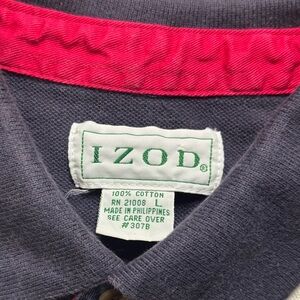 IZOD®
100% COTTON
RN 21008 L
MADE IN PHILIPPINES
SEE CARE OVER
#307B